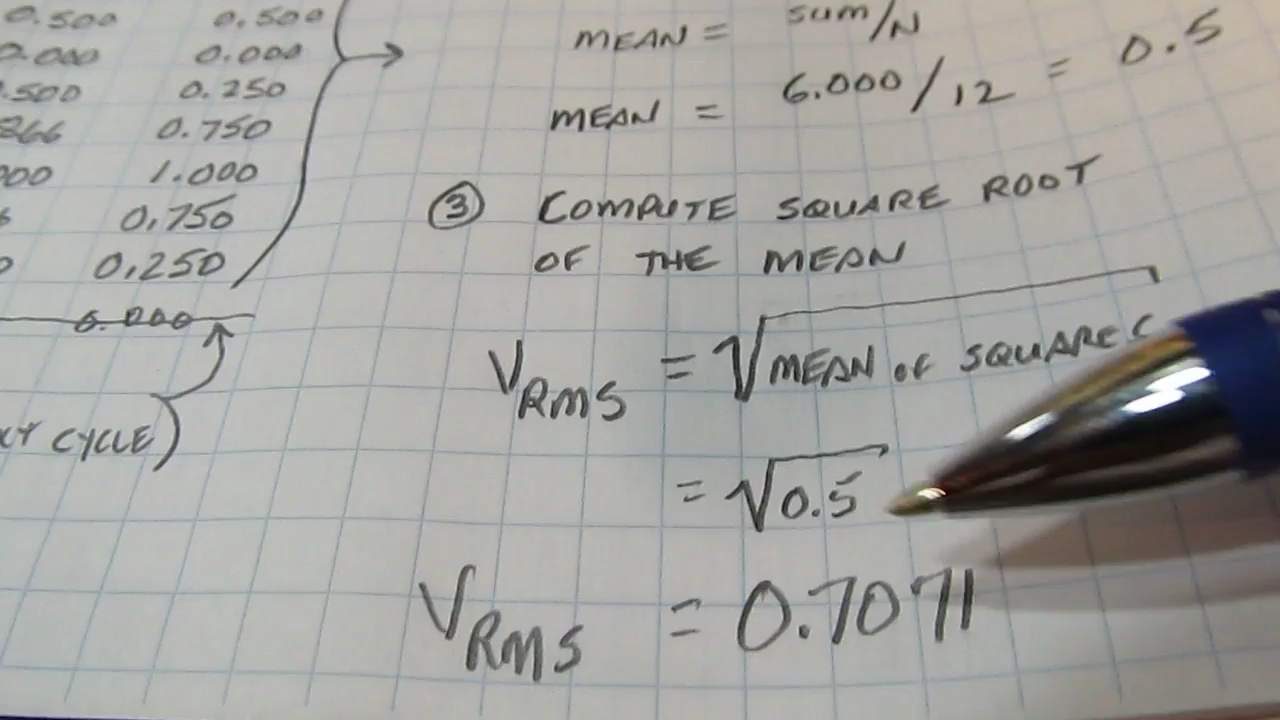 0.500 0.500
0.000 0.000
.500 0.250
866 0.750
000 1.000
0.750
0.250
6.000
CYCLE)
MEAN = SUM/N
MEAN = 6.000/12 = 0.5
③ COMPUTE SQUARE ROOT
OF THE MEAN
VRMS = √MEAN OF SQUARES
= √0.5
VRMS = 0.7071